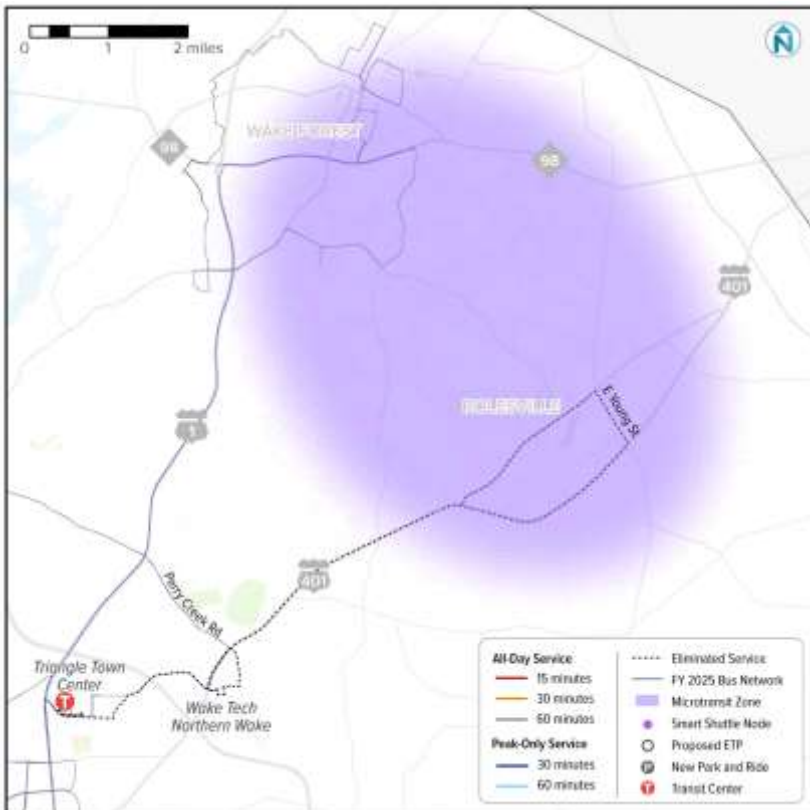 0 1 2 miles
N
WAKE FOREST
98
98
401
ROLESVILLE
E Young St
1
401
Perry Creek Rd
Triangle Town
Center
T
Wake Tech
Northern Wake
All-Day Service
15 minutes
30 minutes
60 minutes
Peak-Only Service
30 minutes
60 minutes
Eliminated Service
FY 2025 Bus Network
Microtransit Zone
Smart Shuttle Node
Proposed ETP
P New Park and Ride
T Transit Center